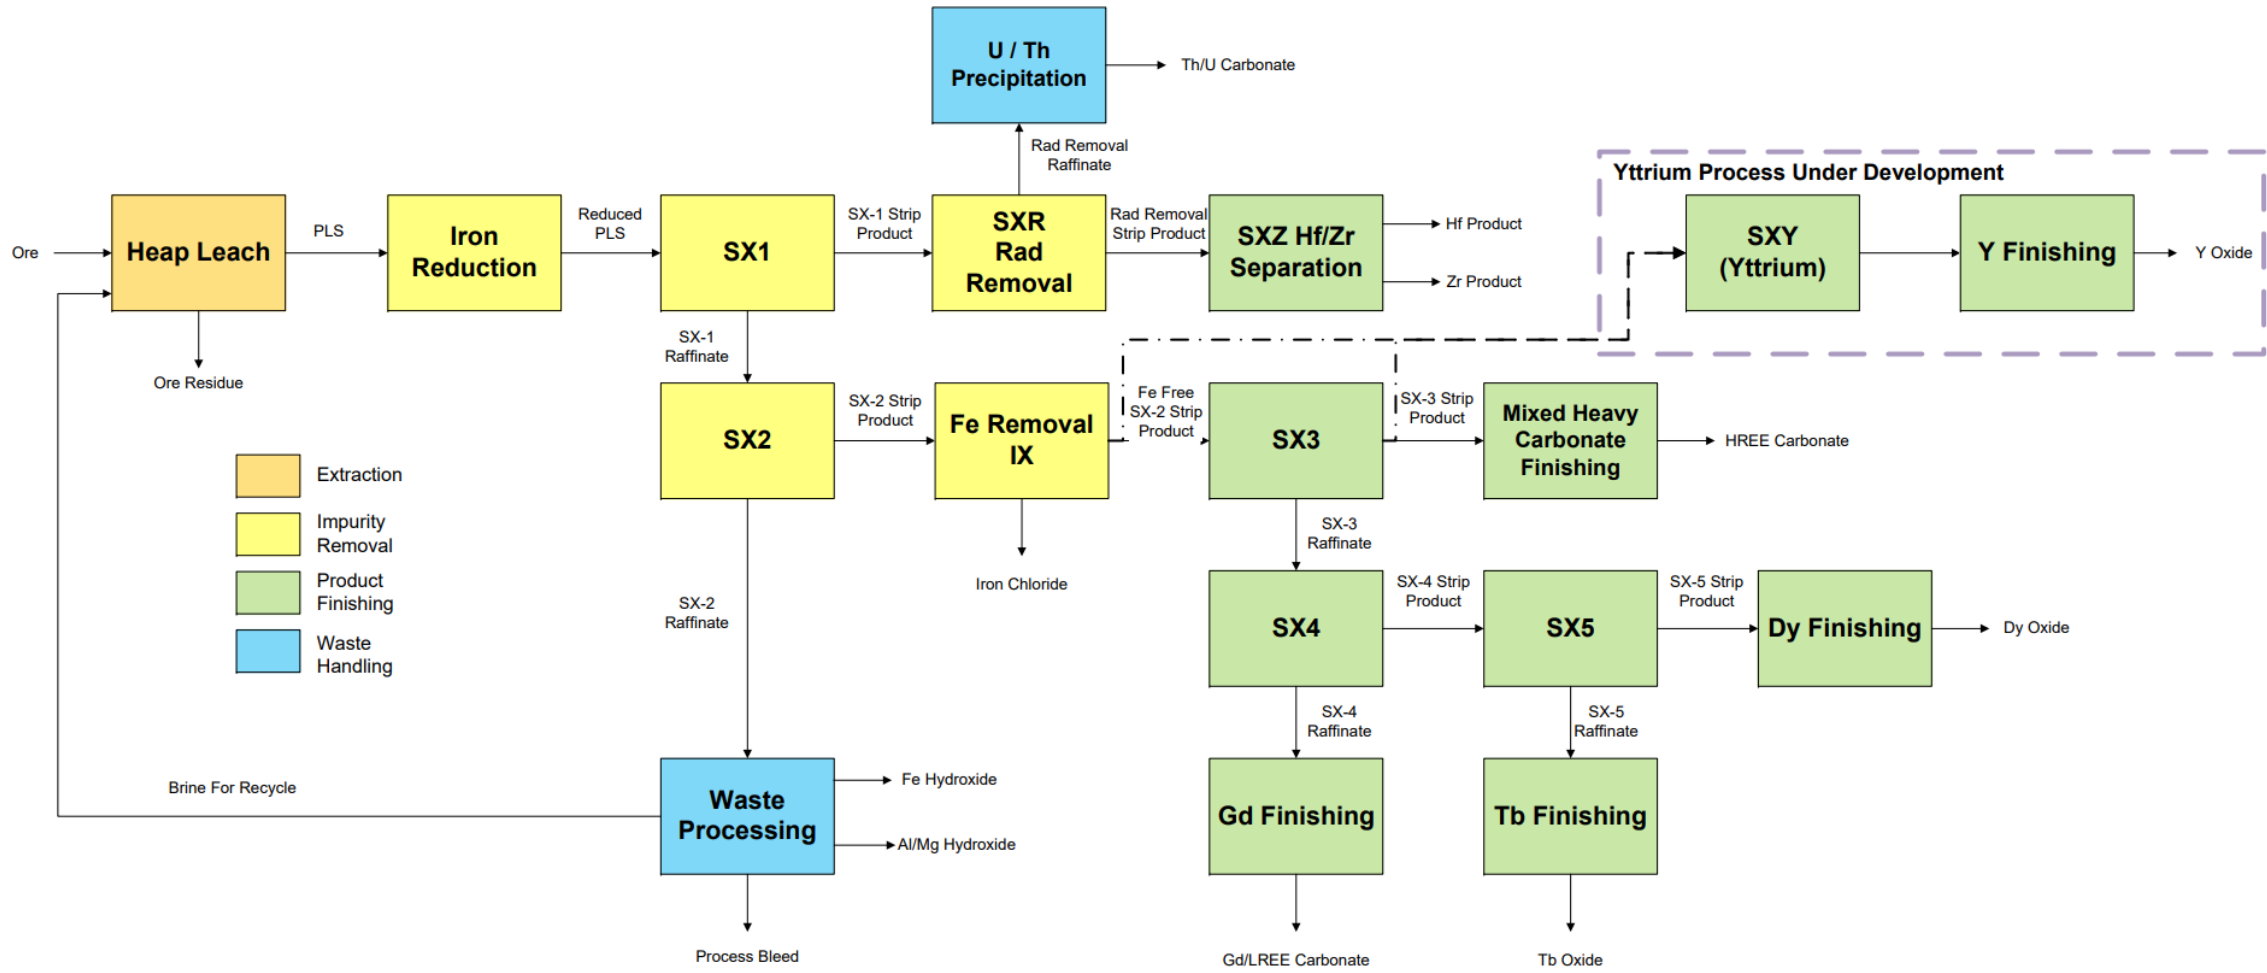 U / Th
Precipitation
Th/U Carbonate
Rad Removal
Raffinate
Yttrium Process Under Development
Ore
Heap Leach
PLS
Iron
Reduction
Reduced
PLS
SX1
SX-1 Strip
Product
SXR
Rad
Removal
Rad Removal
Strip Product
SXZ Hf/Zr
Separation
Hf Product
Zr Product
SXY
(Yttrium)
Y Finishing
Y Oxide
Ore Residue
SX-1
Raffinate
SX2
SX-2 Strip
Product
Fe Removal
IX
Fe Free
SX-2 Strip
Product
SX3
SX-3 Strip
Product
Mixed Heavy
Carbonate
Finishing
HREE Carbonate
Extraction
Impurity
Removal
Product
Finishing
Waste
Handling
Iron Chloride
SX-3
Raffinate
SX-2
Raffinate
SX4
SX-4 Strip
Product
SX5
SX-5 Strip
Product
Dy Finishing
Dy Oxide
SX-4
Raffinate
SX-5
Raffinate
Brine For Recycle
Waste
Processing
Fe Hydroxide
Al/Mg Hydroxide
Gd Finishing
Tb Finishing
Process Bleed
Gd/LREE Carbonate
Tb Oxide